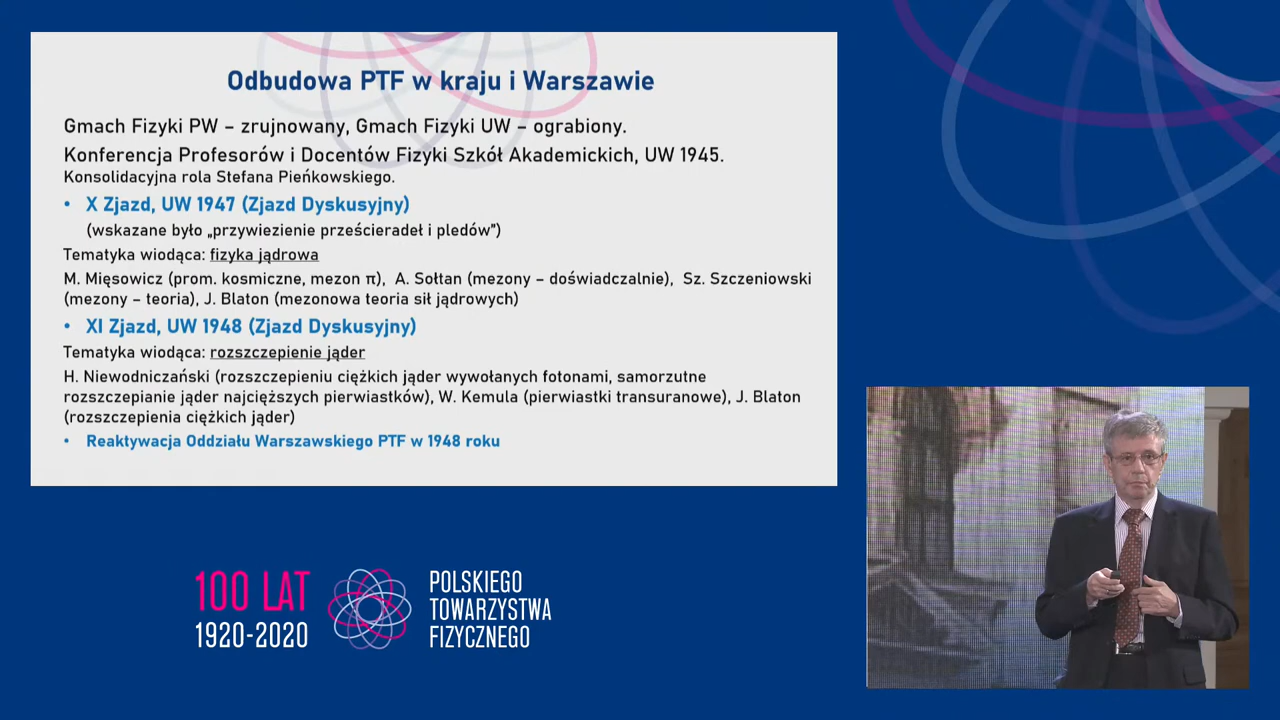 Odbudowa PTF w kraju i Warszawie
Gmach Fizyki PW – zrujnowany, Gmach Fizyki UW – ograbiony.
Konferencja Profesorów i Docentów Fizyki Szkół Akademickich, UW 1945.
Konsolidacyjna rola Stefana Pieńkowskiego.
• X Zjazd, UW 1947 (Zjazd Dyskusyjny)
(wskazane było „przywiezienie prześcieradeł i pledów”)
Tematyka wiodąca: fizyka jądrowa
M. Mięsowicz (prom. kosmiczne, mezon π), A. Sołtan (mezony – doświadczalnie), Sz. Szczeniowski
(mezony – teoria), J. Blaton (mezonowa teoria sił jądrowych)
• XI Zjazd, UW 1948 (Zjazd Dyskusyjny)
Tematyka wiodąca: rozszczepienie jąder
H. Niewodniczański (rozszczepieniu ciężkich jąder wywołanych fotonami, samorzutne
rozszczepianie jąder najcięższych pierwiastków), W. Kemula (pierwiastki transuranowe), J. Blaton
(rozszczepienia ciężkich jąder)
• Reaktywacja Oddziału Warszawskiego PTF w 1948 roku
100 LAT
1920-2020
POLSKIEGO
TOWARZYSTWA
FIZYCZNEGO